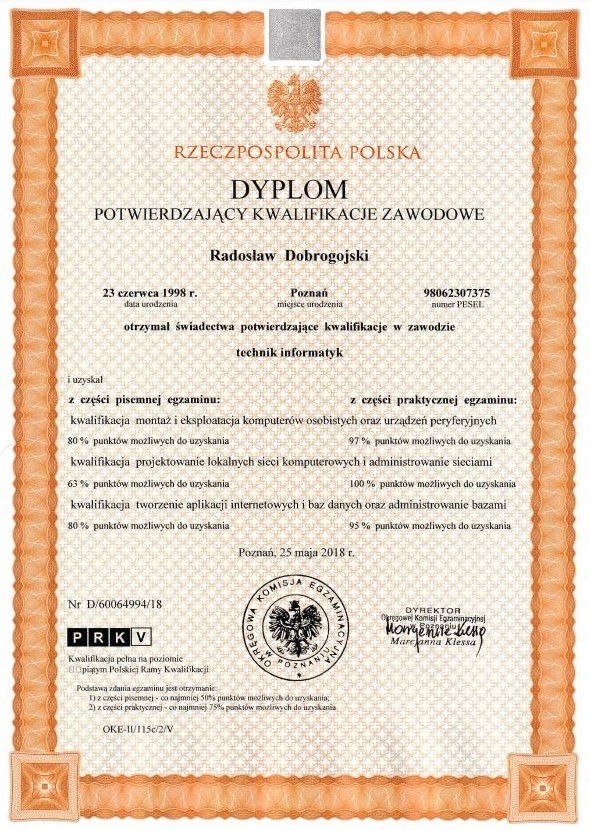 RZECZPOSPOLITA POLSKA
DYPLOM
POTWIERDZAJĄCY KWALIFIKACJE ZAWODOWE
Radosław Dobrogojski
23 czerwca 1998 r. Poznań 98062307375
data urodzenia miejsce urodzenia numer PESEL
otrzymał świadectwa potwierdzające kwalifikacje w zawodzie
technik informatyk
i uzyskał
z części pisemnej egzaminu: z części praktycznej egzaminu:
kwalifikacja montaż i eksploatacja komputerów osobistych oraz urządzeń peryferyjnych
80 % punktów możliwych do uzyskania 97 % punktów możliwych do uzyskania
kwalifikacja projektowanie lokalnych sieci komputerowych i administrowanie sieciami
63 % punktów możliwych do uzyskania 100 % punktów możliwych do uzyskania
kwalifikacja tworzenie aplikacji internetowych i baz danych oraz administrowanie bazami
80 % punktów możliwych do uzyskania 95 % punktów możliwych do uzyskania
Poznań, 25 maja 2018 r.
Nr D/60064994/18
OKRĘGOWA KOMISJA EGZAMINACYJNA
W POZNANIU
DYREKTOR
Okręgowej Komisji Egzaminacyjnej
w Poznaniu
Marcjanna Klessa
PRKV
Kwalifikacja pełna na poziomie
piątym Polskiej Ramy Kwalifikacji
Podstawą zdania egzaminu jest otrzymanie:
1) z części pisemnej - co najmniej 50% punktów możliwych do uzyskania;
2) z części praktycznej - co najmniej 75% punktów możliwych do uzyskania
OKE-II/115c/2/V